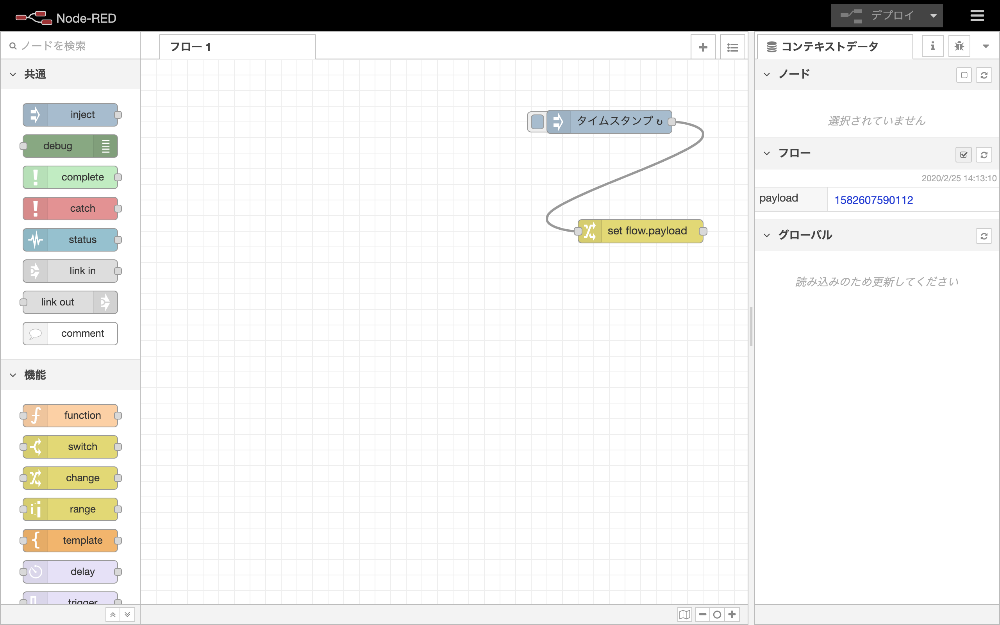 Node-RED
デプロイ
ノードを検索
フロー 1
コンテキストデータ
共通
inject
debug
complete
catch
status
link in
link out
comment
機能
function
switch
change
range
template
delay
trigger
タイムスタンプ ↻
set flow.payload
ノード
選択されていません
フロー
2020/2/25 14:13:10
payload
1582607590112
グローバル
読み込みのため更新してください